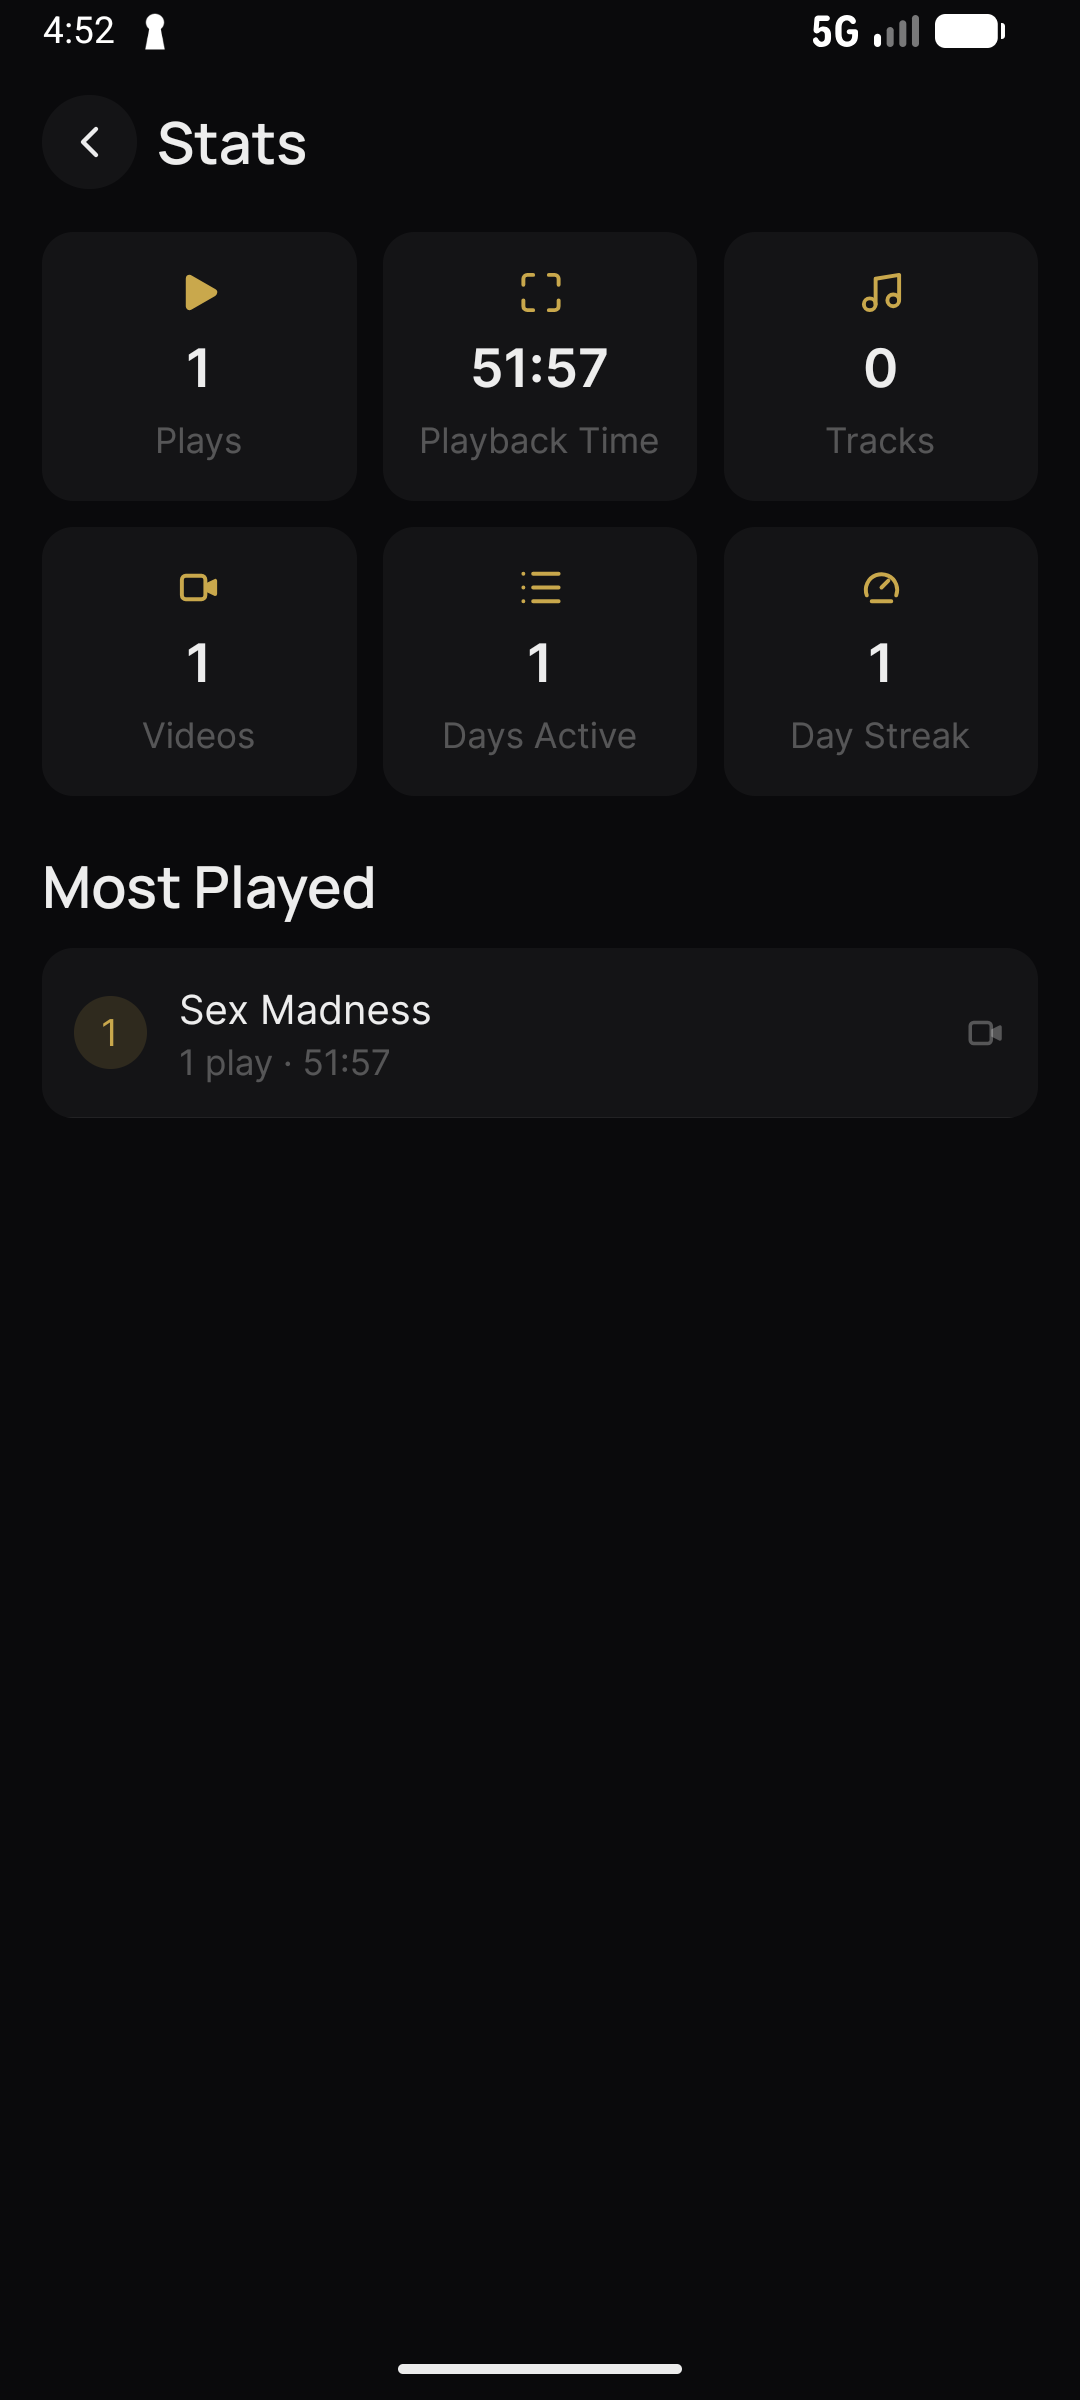 4:52 5G
Stats
1
Plays
51:57
Playback Time
0
Tracks
1
Videos
1
Days Active
1
Day Streak
Most Played
1
Sex Madness
1 play · 51:57